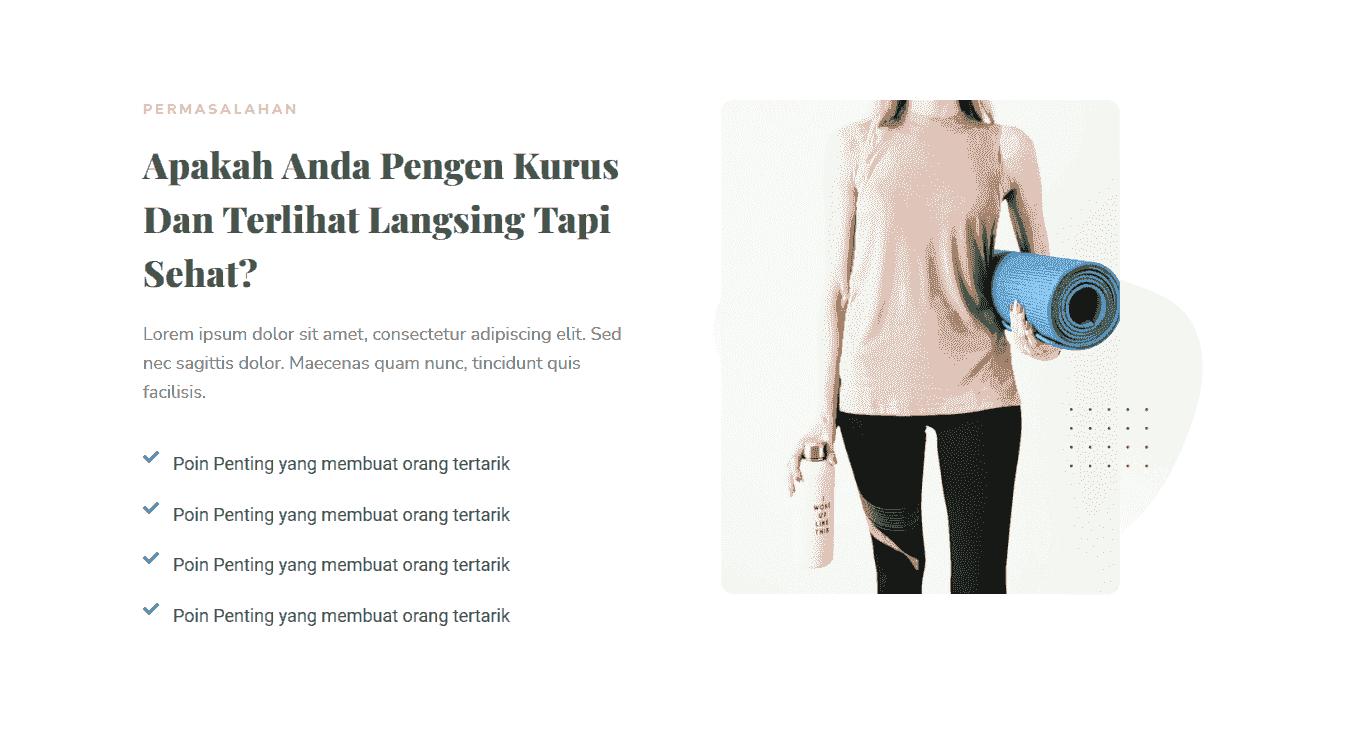 PERMASALAHAN
Apakah Anda Pengen Kurus
Dan Terlihat Langsing Tapi
Sehat?
Lorem ipsum dolor sit amet, consectetur adipiscing elit. Sed
nec sagittis dolor. Maecenas quam nunc, tincidunt quis
facilisis.
Poin Penting yang membuat orang tertarik
Poin Penting yang membuat orang tertarik
Poin Penting yang membuat orang tertarik
Poin Penting yang membuat orang tertarik
I
WOKE
UP
LIKE
THIS